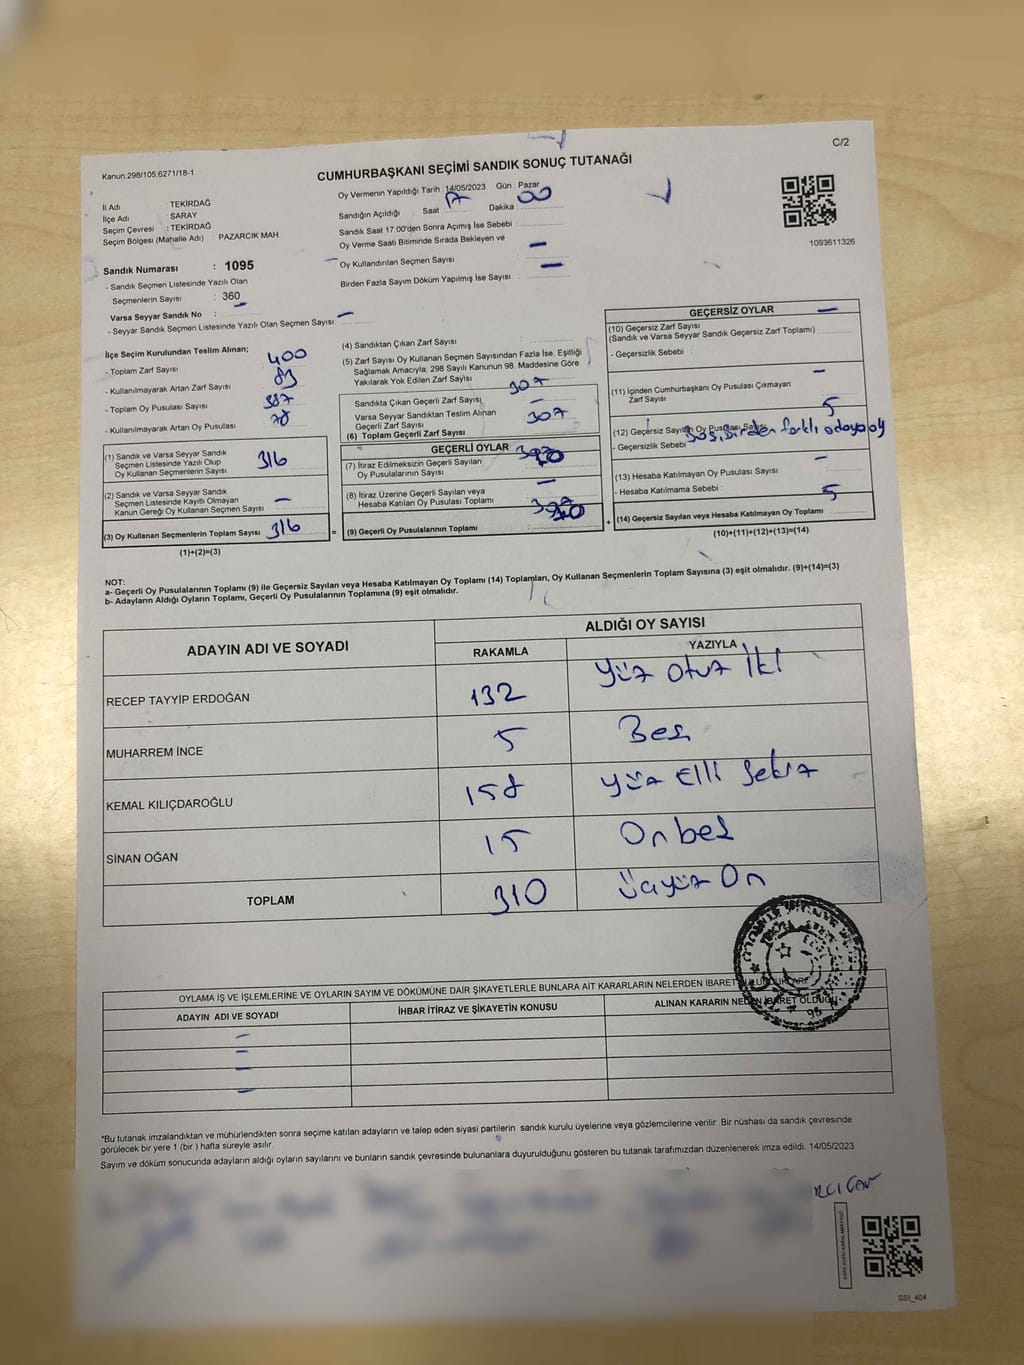 C/2
Kanun.298/105,6271/18-1
CUMHURBAŞKANI SEÇİMİ SANDIK SONUÇ TUTANAĞI
İl Adı TEKİRDAĞ
İlçe Adı SARAY
Seçim Çevresi : TEKİRDAĞ
Seçim Bölgesi (Mahalle Adı) PAZARCIK MAH.
Oy Vermenin Yapıldığı Tarih : 14/05/2023 Gün : Pazar
Sandığın Açıldığı Saat 17 Dakika 00
Sandık Saat 17:00'den Sonra Açımış İse Sebebi :
Oy Verme Saati Bitiminde Sırada Bekleyen ve
Oy Kullandırılan Seçmen Sayısı –
Birden Fazla Sayım Döküm Yapılmış İse Sayısı : –
1093611326
Sandık Numarası : 1095
- Sandık Seçmen Listesinde Yazılı Olan
Seçmenlerin Sayısı : 360
Varsa Seyyar Sandık No : –
- Seyyar Sandık Seçmen Listesinde Yazılı Olan Seçmen Sayısı: –
İlçe Seçim Kurulundan Teslim Alınan;
- Toplam Zarf Sayısı 400
- Kullanılmayarak Artan Zarf Sayısı 83
- Toplam Oy Pusulası Sayısı 387
- Kullanılmayarak Artan Oy Pusulası
(1) Sandık ve Varsa Seyyar Sandık
Seçmen Listesinde Yazılı Olup
Oy Kullanan Seçmenlerin Sayısı 316
(2) Sandık ve Varsa Seyyar Sandık
Seçmen Listesinde Kayıtlı Olmayan
Kanun Gereği Oy Kullanan Seçmen Sayısı –
(3) Oy Kullanan Seçmenlerin Toplam Sayısı 316
(1)+(2)=(3)
(4) Sandıktan Çıkan Zarf Sayısı
(5) Zarf Sayısı Oy Kullanan Seçmen Sayısından Fazla İse, Eşitliği
Sağlamak Amacıyla; 298 Sayılı Kanunun 98. Maddesine Göre
Yakılarak Yok Edilen Zarf Sayısı
Sandıkta Çıkan Geçerli Zarf Sayısı 307
Varsa Seyyar Sandıktan Teslim Alınan
Geçerli Zarf Sayısı –
(6) Toplam Geçerli Zarf Sayısı 307
GEÇERLİ OYLAR
(7) İtiraz Edilmeksizin Geçerli Sayılan
Oy Pusulalarının Sayısı
(8) İtiraz Üzerine Geçerli Sayılan veya
Hesaba Katılan Oy Pusulası Toplamı –
(9) Geçerli Oy Pusulalarının Toplamı
GEÇERSİZ OYLAR
(10) Geçersiz Zarf Sayısı
(Sandık ve Varsa Seyyar Sandık Geçersiz Zarf Toplamı) –
- Geçersizlik Sebebi :
(11) İçinden Cumhurbaşkanı Oy Pusulası Çıkmayan
Zarf Sayısı –
(12) Geçersiz Sayılan Oy Pusulası Sayısı 5
- Geçersizlik Sebebi Boş, birden farklı adaya oy
(13) Hesaba Katılmayan Oy Pusulası Sayısı –
- Hesaba Katılmama Sebebi :
(14) Geçersiz Sayılan veya Hesaba Katılmayan Oy Toplamı 5
(10)+(11)+(12)+(13)=(14)
NOT:
a- Geçerli Oy Pusulalarının Toplamı (9) ile Geçersiz Sayılan veya Hesaba Katılmayan Oy Toplamı (14) Toplamları, Oy Kullanan Seçmenlerin Toplam Sayısına (3) eşit olmalıdır. (9)+(14)=(3)
b- Adayların Aldığı Oyların Toplamı, Geçerli Oy Pusulalarının Toplamına (9) eşit olmalıdır.
ADAYIN ADI VE SOYADI ALDIĞI OY SAYISI
RAKAMLA YAZIYLA
RECEP TAYYİP ERDOĞAN 132 Yüz Otuz İki
MUHARREM İNCE 5 Beş
KEMAL KILIÇDAROĞLU 158 Yüz Elli Sekiz
SİNAN OĞAN 15 On beş
TOPLAM 310 Üçyüz On
OYLAMA İŞ VE İŞLEMLERİNE VE OYLARIN SAYIM VE DÖKÜMÜNE DAİR ŞİKAYETLERLE BUNLARA AİT KARARLARIN NELERDEN İBARET BULUNDUKLARI
ADAYIN ADI VE SOYADI İHBAR İTİRAZ VE ŞİKAYETİN KONUSU ALINAN KARARIN NEDEN İBARET OLDUĞU
–
–
–
–
*Bu tutanak imzalandıktan ve mühürlendikten sonra seçime katılan adayların ve talep eden siyasi partilerin sandık kurulu üyelerine veya gözlemcilerine verilir. Bir nüshası da sandık çevresinde
görülecek bir yere 1 (bir) hafta süreyle asılır.
Sayım ve döküm sonucunda adayların aldığı oyların sayılarını ve bunların sandık çevresinde bulunanlara duyurulduğunu gösteren bu tutanak tarafımızdan düzenlenerek imza edildi. 14/05/2023
KARE KODU KARALAMAYINIZ!
SSI_404